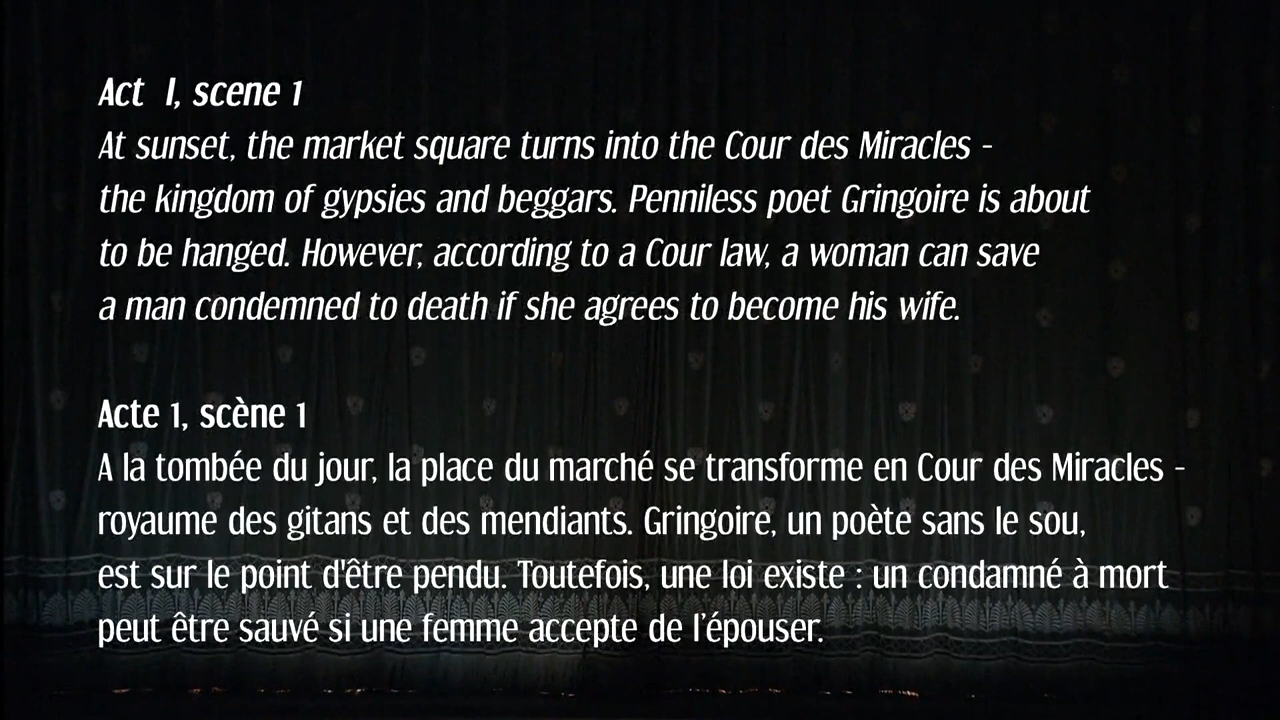 Act I, scene 1
At sunset, the market square turns into the Cour des Miracles -
the kingdom of gypsies and beggars. Penniless poet Gringoire is about
to be hanged. However, according to a Cour law, a woman can save
a man condemned to death if she agrees to become his wife.
Acte 1, scène 1
A la tombée du jour, la place du marché se transforme en Cour des Miracles -
royaume des gitans et des mendiants. Gringoire, un poète sans le sou,
est sur le point d'être pendu. Toutefois, une loi existe : un condamné à mort
peut être sauvé si une femme accepte de l’épouser.